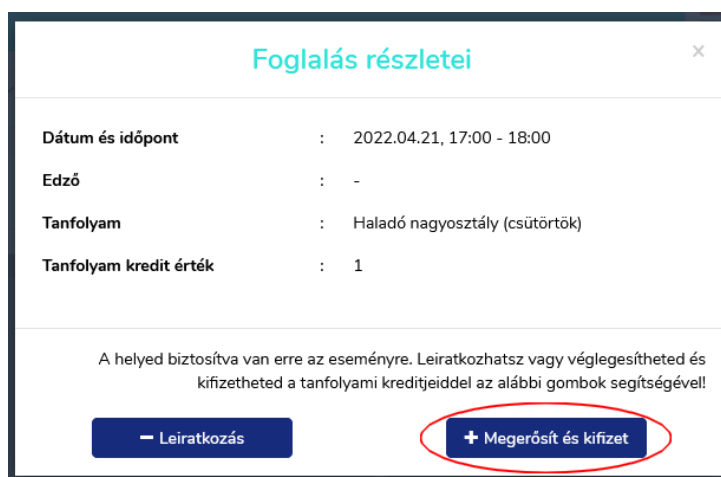 Foglalás részletei
×
Dátum és időpont : 2022.04.21, 17:00 - 18:00
Edző : -
Tanfolyam : Haladó nagyosztály (csütörtök)
Tanfolyam kredit érték : 1
A helyed biztosítva van erre az eseményre. Leiratkozhatsz vagy véglegesítheted és
kifizetheted a tanfolyami kreditjeiddel az alábbi gombok segítségével!
− Leiratkozás
+ Megerősít és kifizet